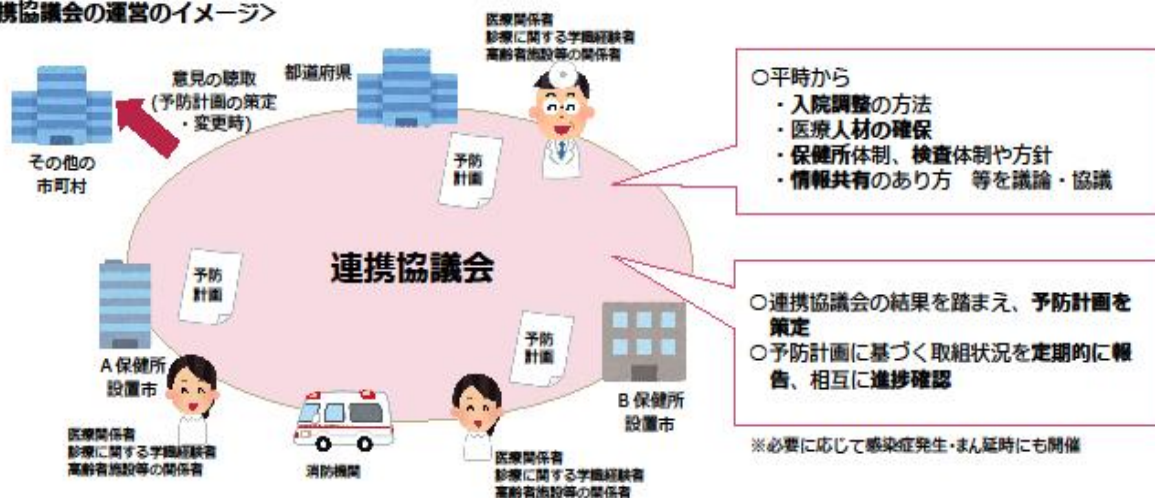 携協議会の運営のイメージ>
医療関係者
診療に関する学識経験者
高齢者施設等の関係者
都道府県
意見の聴取
(予防計画の策定
・変更時)
その他の
市町村
予防
計画
○平時から
・入院調整の方法
・医療人材の確保
・保健所体制、検査体制や方針
・情報共有のあり方 等を議論・協議
連携協議会
予防
計画
予防
計画
○連携協議会の結果を踏まえ、予防計画を
策定
○予防計画に基づく取組状況を定期的に報
告、相互に進捗確認
A保健所
設置市
B保健所
設置市
医療関係者
診療に関する学識経験者
高齢者施設等の関係者
消防機関
医療関係者
診療に関する学識経験者
高齢者施設等の関係者
※必要に応じて感染症発生・まん延時にも開催